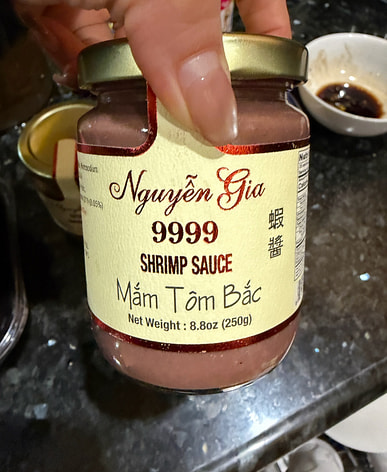 Nguyễn Gia
9999
SHRIMP SAUCE
Mắm Tôm Bắc
Net Weight : 8.8oz (250g)
蝦醬